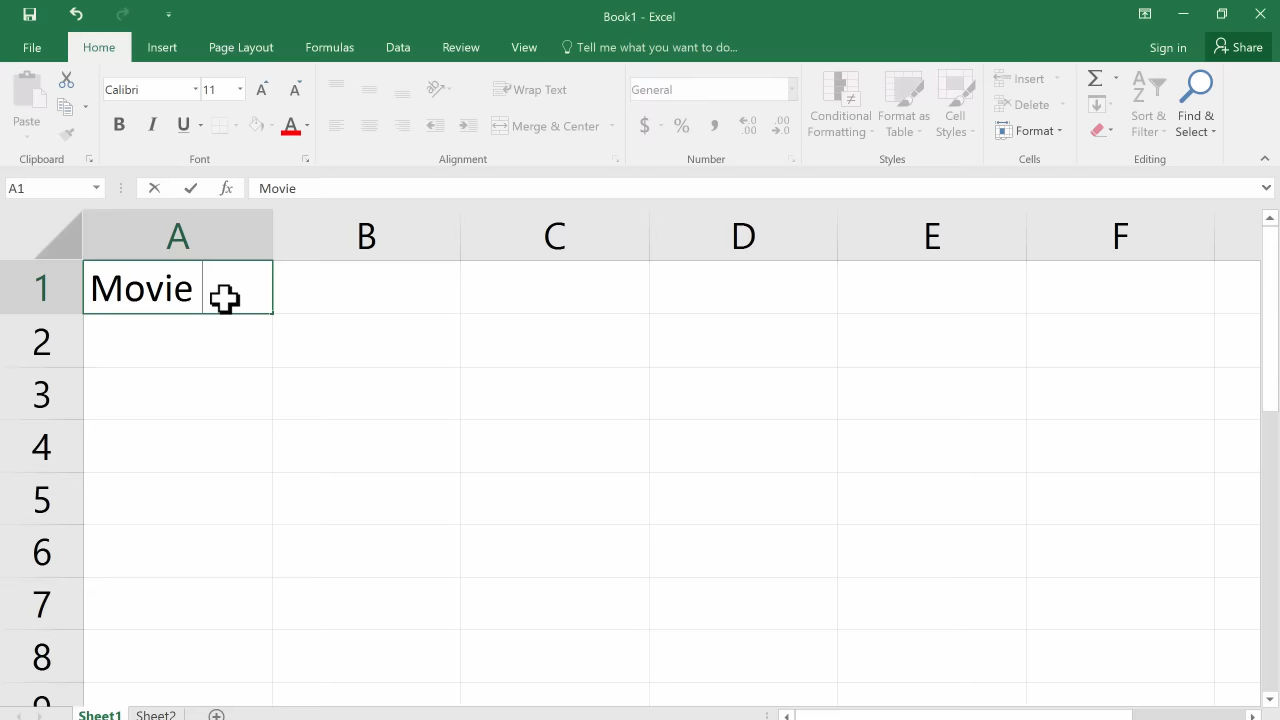 Book1 - Excel
File Home Insert Page Layout Formulas Data Review View Tell me what you want to do... Sign in Share
Calibri 11 Wrap Text General Insert
Paste B I U A Merge & Center $ % , Conditional Formatting Format as Table Cell Styles Delete Format Sort & Filter Find & Select
Clipboard Font Alignment Number Styles Cells Editing
A1 fx Movie
A B C D E F
1 Movie
2
3
4
5
6
7
8
9
Sheet1 Sheet2